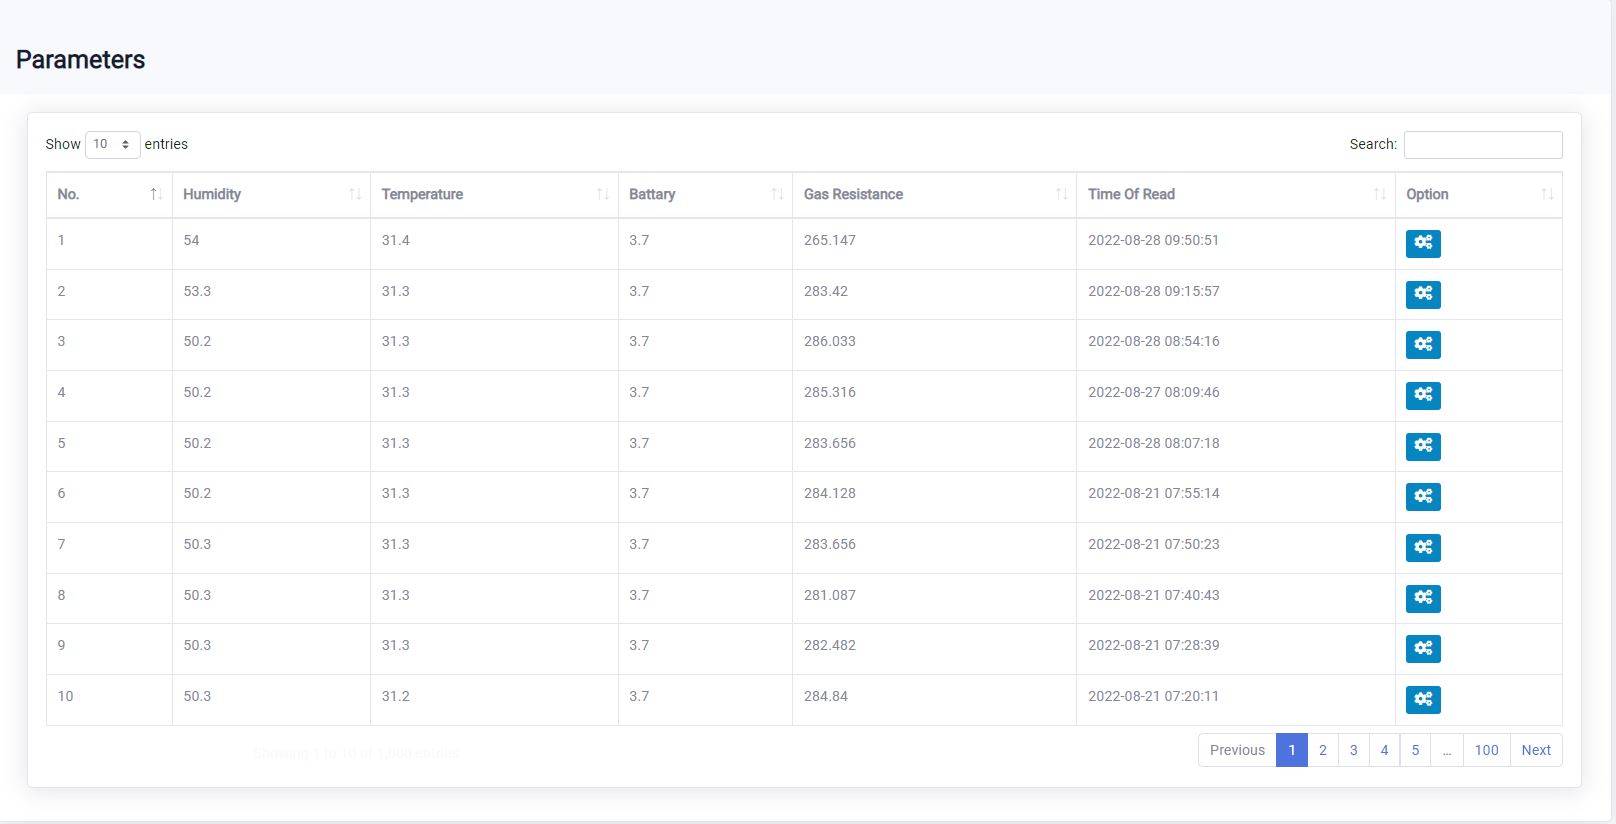 Parameters
Show 10 entries Search:
No. Humidity Temperature Battary Gas Resistance Time Of Read Option
1 54 31.4 3.7 265.147 2022-08-28 09:50:51
2 53.3 31.3 3.7 283.42 2022-08-28 09:15:57
3 50.2 31.3 3.7 286.033 2022-08-28 08:54:16
4 50.2 31.3 3.7 285.316 2022-08-27 08:09:46
5 50.2 31.3 3.7 283.656 2022-08-28 08:07:18
6 50.2 31.3 3.7 284.128 2022-08-21 07:55:14
7 50.3 31.3 3.7 283.656 2022-08-21 07:50:23
8 50.3 31.3 3.7 281.087 2022-08-21 07:40:43
9 50.3 31.3 3.7 282.482 2022-08-21 07:28:39
10 50.3 31.2 3.7 284.84 2022-08-21 07:20:11
Showing 1 to 10 of 1,000 entries Previous 1 2 3 4 5 … 100 Next